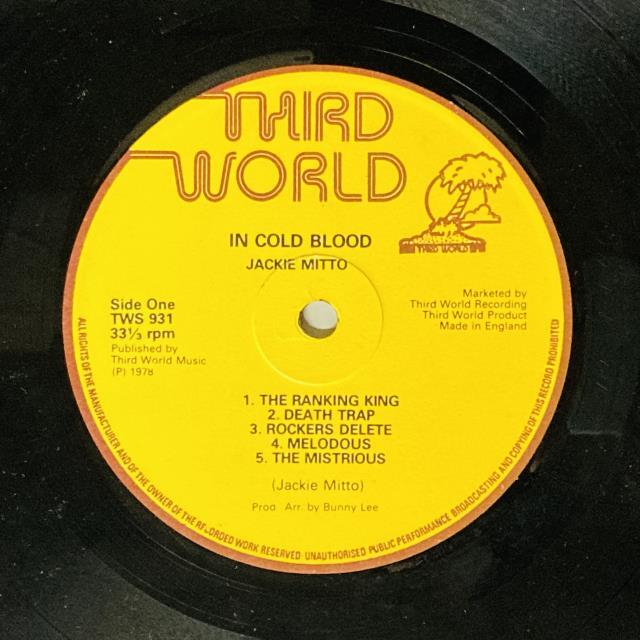 THIRD
WORLD
THIRD WORLD
IN COLD BLOOD
JACKIE MITTO
Side One
TWS 931
33⅓ rpm
Published by
Third World Music
(P) 1978
Marketed by
Third World Recording
Third World Product
Made in England
1. THE RANKING KING
2. DEATH TRAP
3. ROCKERS DELETE
4. MELODOUS
5. THE MISTRIOUS
(Jackie Mitto)
Prod. Arr. by Bunny Lee
ALL RIGHTS OF THE MANUFACTURER AND OF THE OWNER OF THE RECORDED WORK RESERVED UNAUTHORISED PUBLIC PERFORMANCE BROADCASTING AND COPYING OF THIS RECORD PROHIBITED